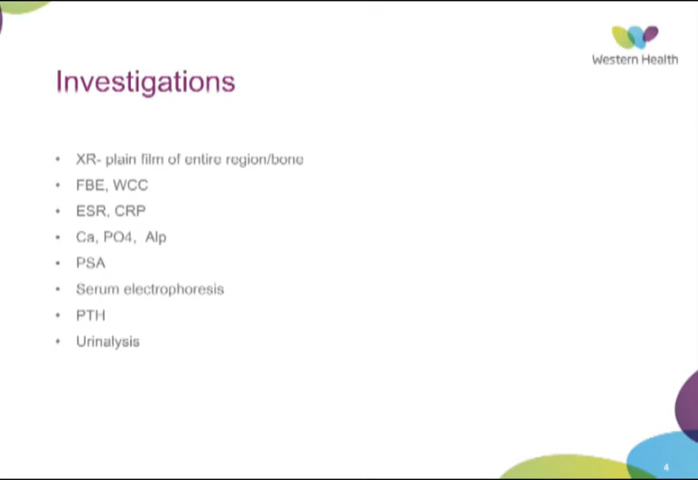 Western Health
Investigations
• XR- plain film of entire region/bone
• FBE, WCC
• ESR, CRP
• Ca, PO4, Alp
• PSA
• Serum electrophoresis
• PTH
• Urinalysis
4